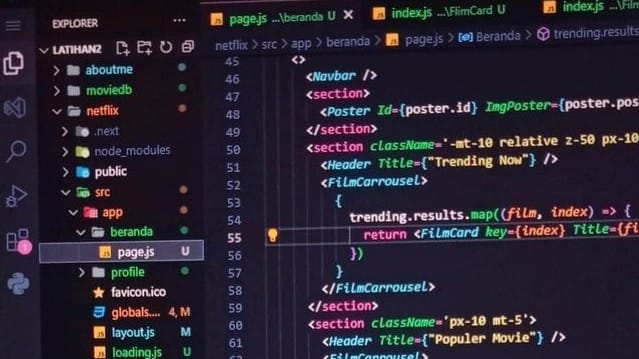 EXPLORER
LATIHAN2
aboutme
moviedb
netflix
.next
node_modules
public
src
app
beranda
page.js U
profile
favicon.ico
globals.... 4, M
layout.js M
loading.js U
1
page.js ...\beranda U
index.js ...\FlimCard U
index.js ...\Fl
netflix > src > app > beranda > page.js > Beranda > trending.results
45 <>
46 <Navbar />
47 <section>
48 <Poster Id={poster.id} ImgPoster={poster.pos
49 </section>
50 <section className='-mt-10 relative z-50 px-10
51 <Header Title={"Trending Now"} />
52 <FilmCarrousel>
53 {
54 trending.results.map((film, index) => {
55 return <FilmCard key={index} Title={fi
56 })
57 }
58 </FilmCarrousel>
59 </section>
60 <section className='px-10 mt-5'>
61 <Header Title={"Populer Movie"} />
62 <FilmCarrousel>